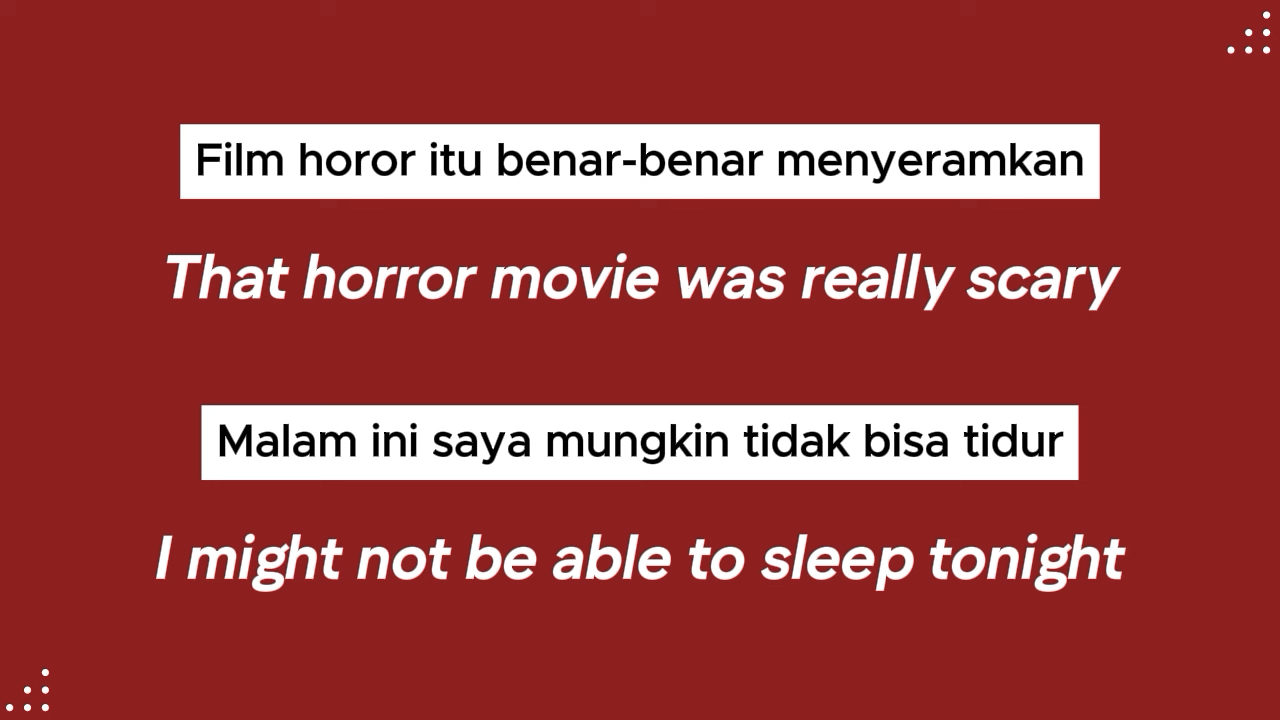 Film horor itu benar-benar menyeramkan
That horror movie was really scary
Malam ini saya mungkin tidak bisa tidur
I might not be able to sleep tonight